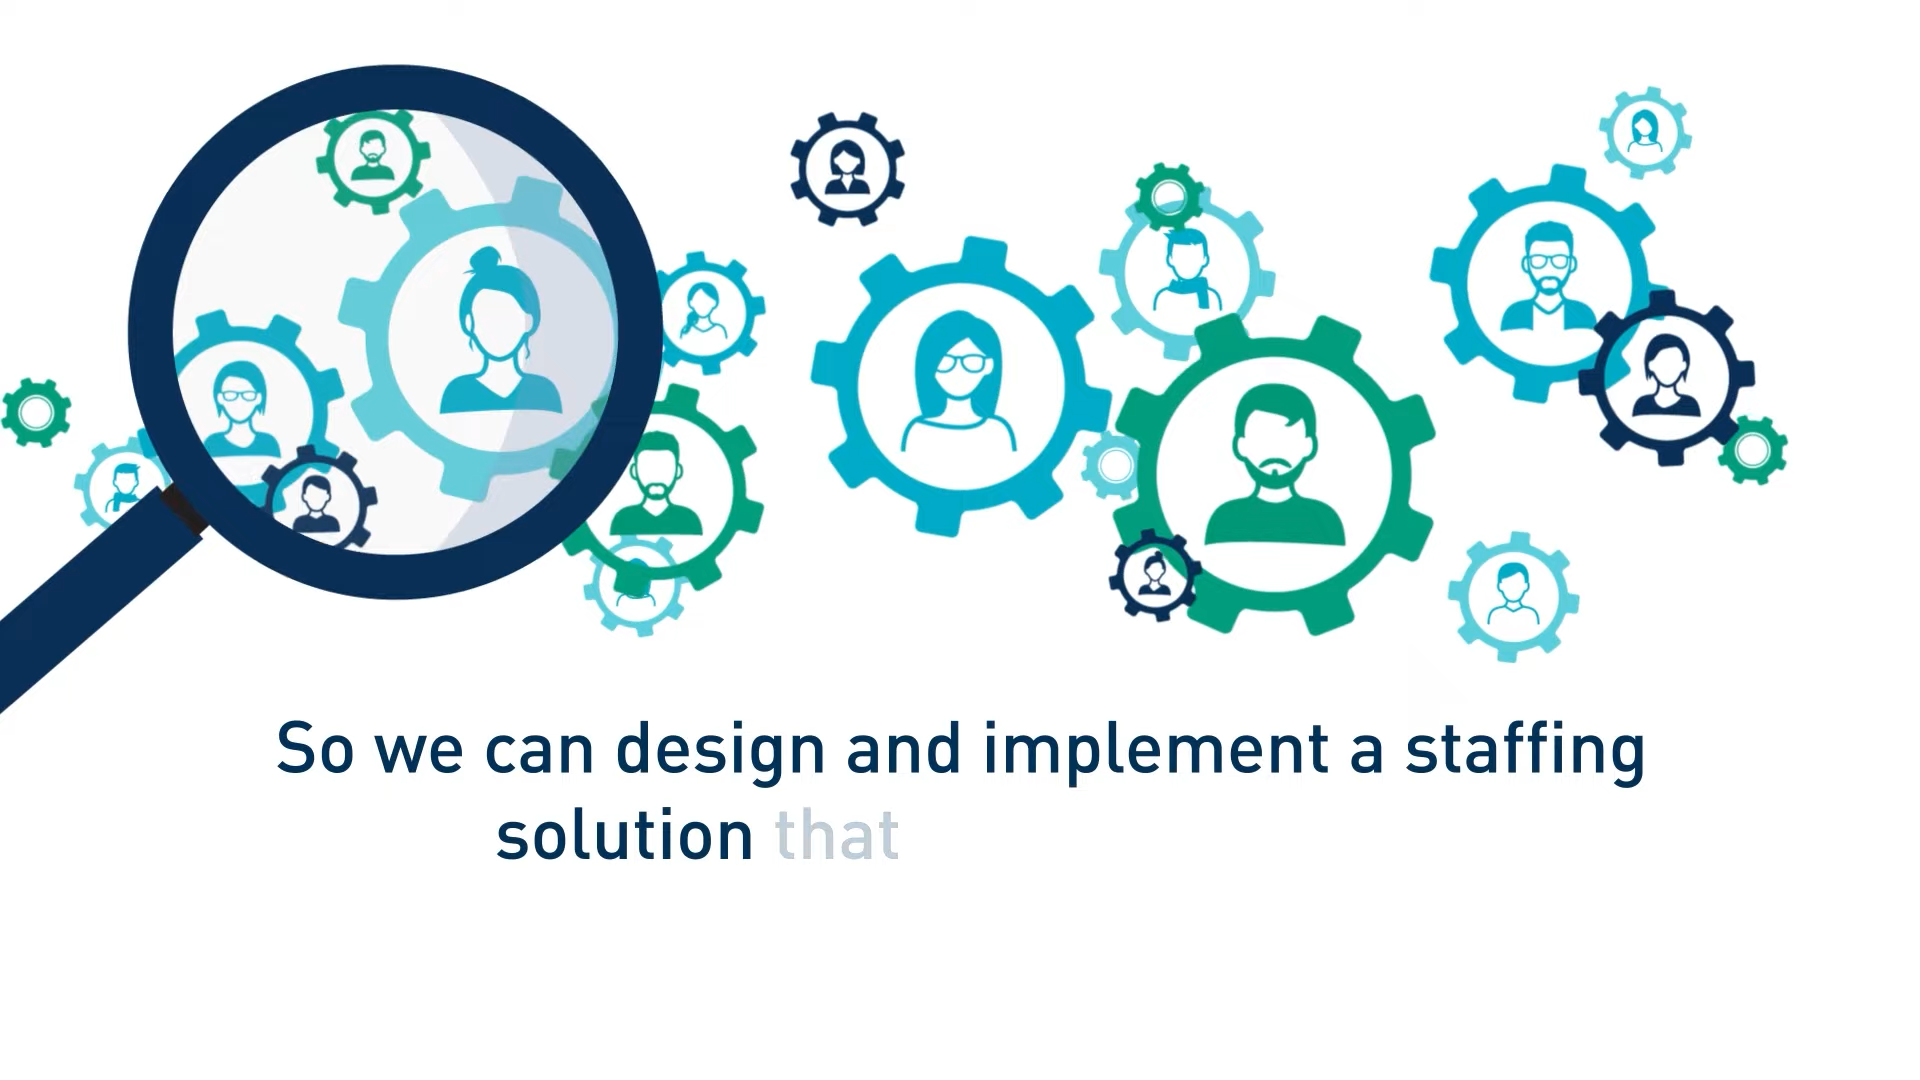 So we can design and implement a staffing
solution that